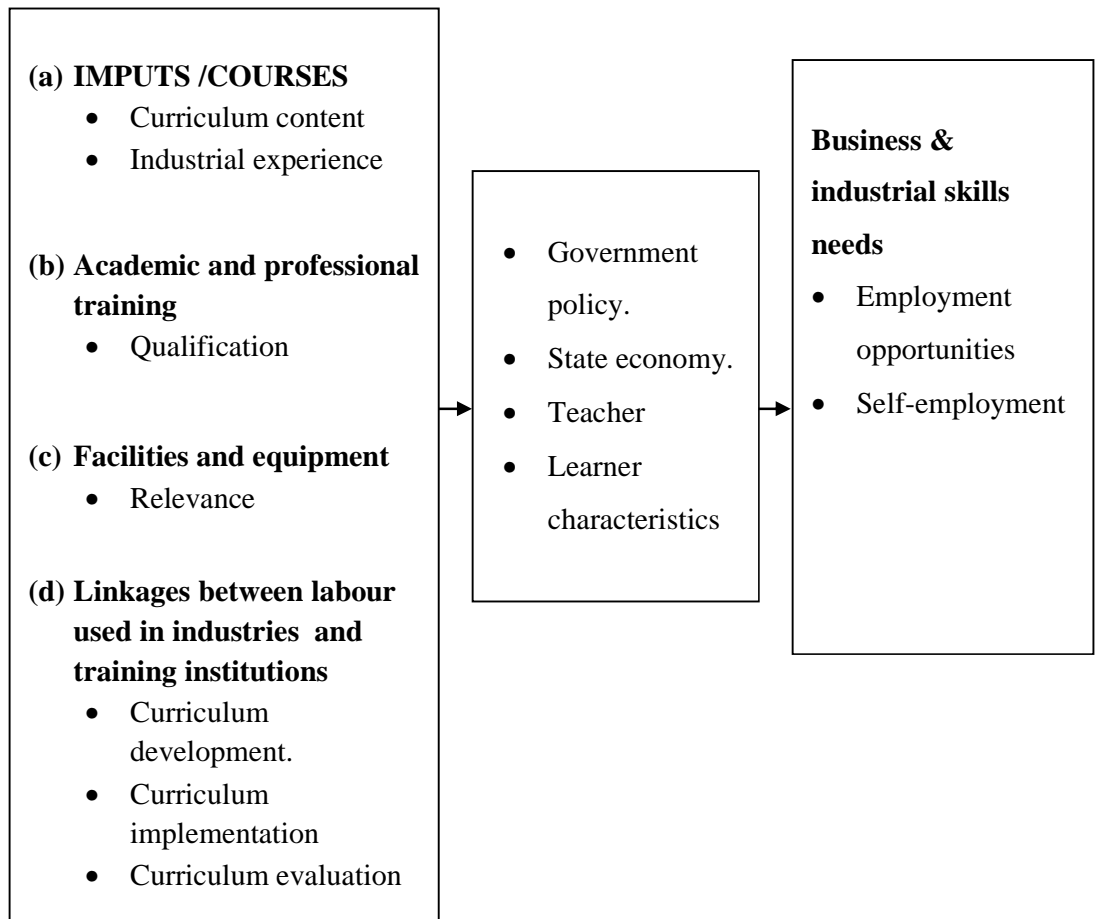 (a) IMPUTS /COURSES
• Curriculum content
• Industrial experience
(b) Academic and professional
training
• Qualification
(c) Facilities and equipment
• Relevance
(d) Linkages between labour
used in industries and
training institutions
• Curriculum
development.
• Curriculum
implementation
• Curriculum evaluation
• Government
policy.
• State economy.
• Teacher
• Learner
characteristics
Business &
industrial skills
needs
• Employment
opportunities
• Self-employment